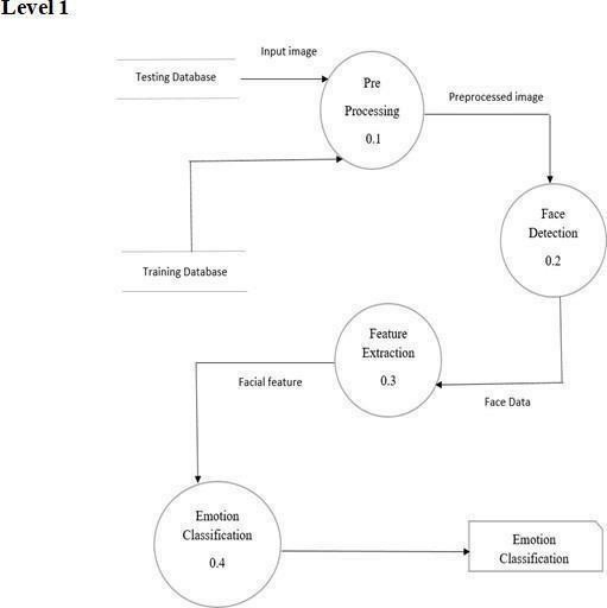 Level 1
Input image
Testing Database
Pre
Processing
0.1
Preprocessed image
Training Database
Face
Detection
0.2
Feature
Extraction
0.3
Facial feature
Face Data
Emotion
Classification
0.4
Emotion
Classification